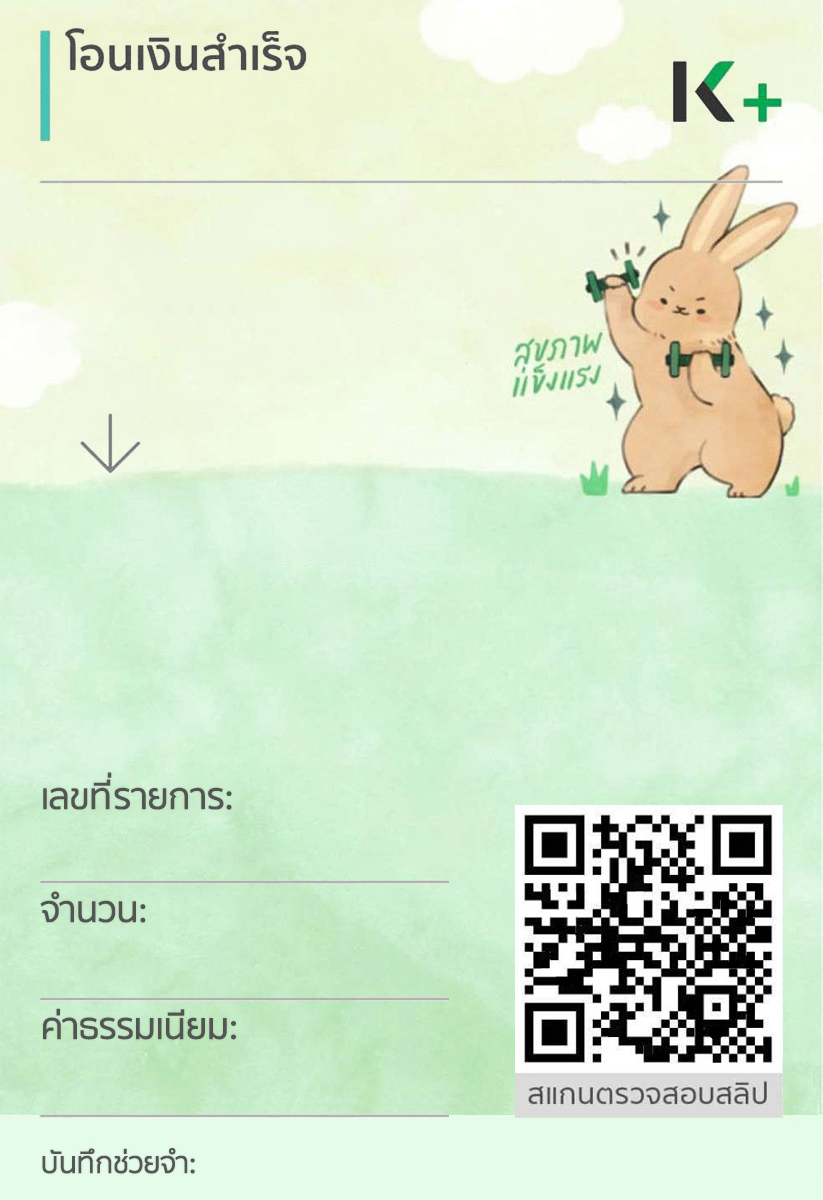 โอนเงินสำเร็จ
K+
สุขภาพ
แข็งแรง
เลขที่รายการ:
จำนวน:
ค่าธรรมเนียม:
สแกนตรวจสอบสลิป
บันทึกช่วยจำ: